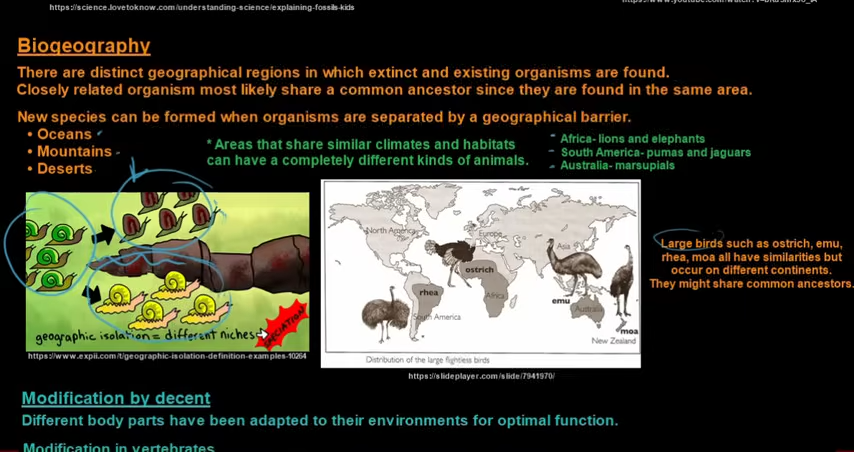 https://science.lovetoknow.com/understanding-science/explaining-fossils-kids
Biogeography
There are distinct geographical regions in which extinct and existing organisms are found.
Closely related organism most likely share a common ancestor since they are found in the same area.
New species can be formed when organisms are separated by a geographical barrier.
• Oceans
• Mountains
• Deserts
* Areas that share similar climates and habitats
can have a completely different kinds of animals.
- Africa- lions and elephants
- South America- pumas and jaguars
- Australia- marsupials
geographic isolation = different niches →
SPECIATION
https://www.expii.com/t/geographic-isolation-definition-examples-10264
North America
Europe
Asia
ostrich
rhea
Africa
emu
South America
Australia
moa
New Zealand
Distribution of the large flightless birds
https://slideplayer.com/slide/7941970/
Large birds such as ostrich, emu,
rhea, moa all have similarities but
occur on different continents.
They might share common ancestors.
Modification by decent
Different body parts have been adapted to their environments for optimal function.
Modification in vertebrates